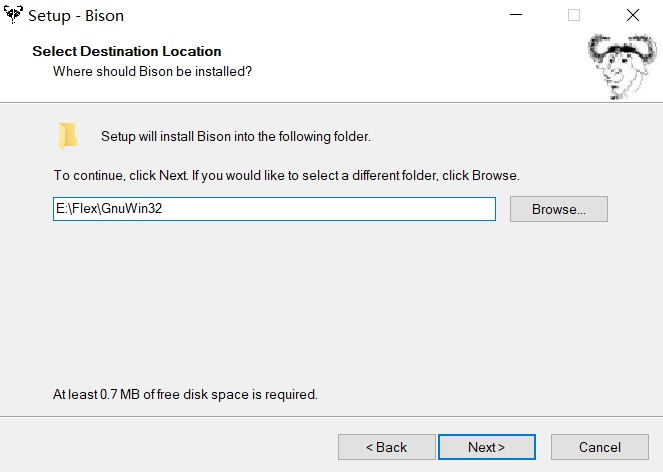 Setup - Bison
Select Destination Location
Where should Bison be installed?
Setup will install Bison into the following folder.
To continue, click Next. If you would like to select a different folder, click Browse.
E:\Flex\GnuWin32
Browse...
At least 0.7 MB of free disk space is required.
< Back
Next >
Cancel